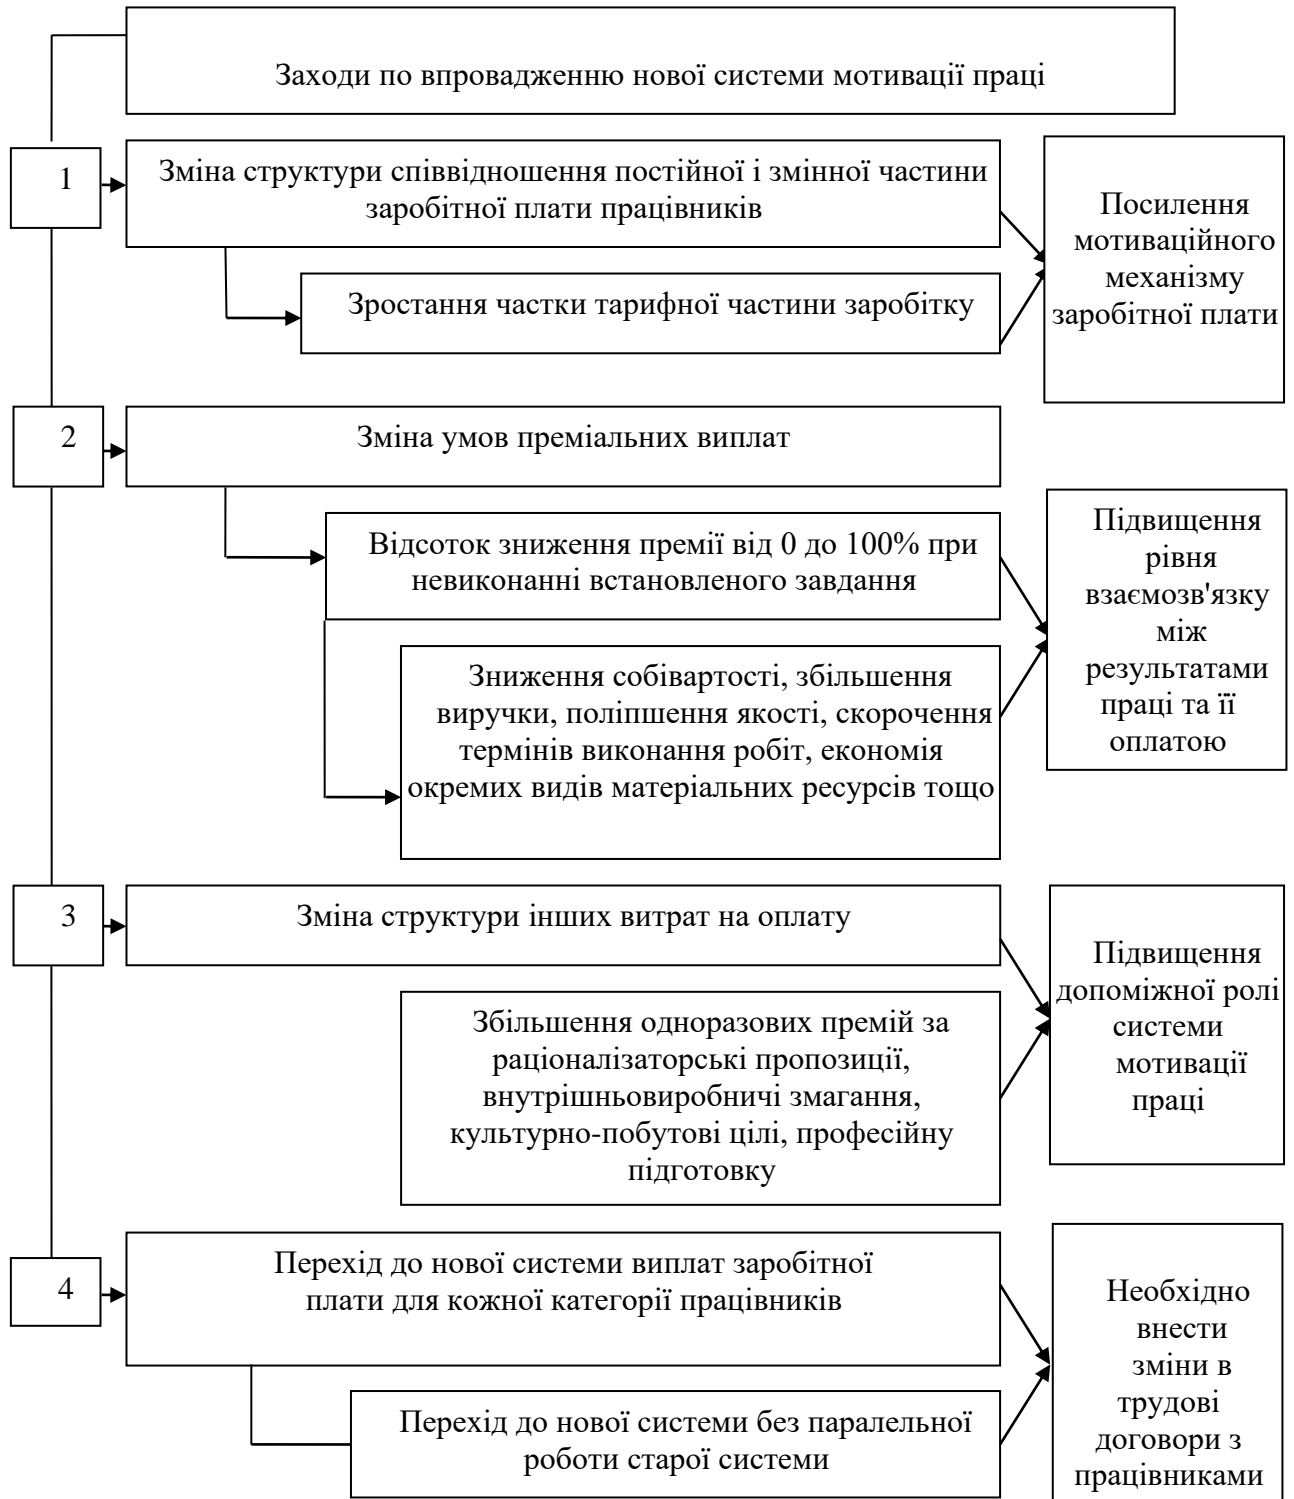 Заходи по впровадженню нової системи мотивації праці
1
Зміна структури співвідношення постійної і змінної частини
заробітної плати працівників
Зростання частки тарифної частини заробітку
Посилення
мотиваційного
механізму
заробітної плати
2
Зміна умов преміальних виплат
Відсоток зниження премії від 0 до 100% при
невиконанні встановленого завдання
Зниження собівартості, збільшення
виручки, поліпшення якості, скорочення
термінів виконання робіт, економія
окремих видів матеріальних ресурсів тощо
Підвищення
рівня
взаємозв'язку
між
результатами
праці та її
оплатою
3
Зміна структури інших витрат на оплату
Збільшення одноразових премій за
раціоналізаторські пропозиції,
внутрішньовиробничі змагання,
культурно-побутові цілі, професійну
підготовку
Підвищення
допоміжної ролі
системи
мотивації
праці
4
Перехід до нової системи виплат заробітної
плати для кожної категорії працівників
Перехід до нової системи без паралельної
роботи старої системи
Необхідно
внести
зміни в
трудові
договори з
працівниками